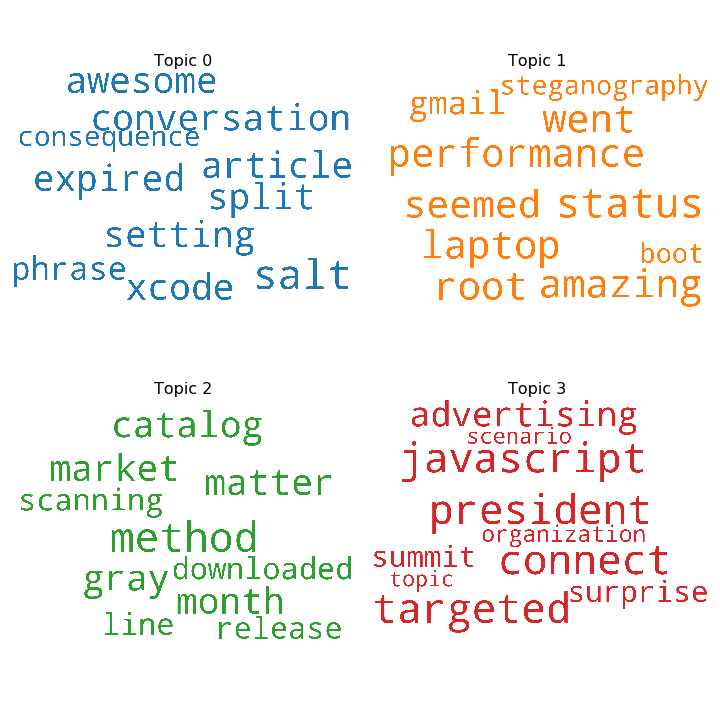 Topic 0
awesome
conversation
consequence
article
expired
split
setting
phrase
xcode
salt
Topic 1
steganography
gmail
went
performance
seemed
status
laptop
boot
root
amazing
Topic 2
catalog
market
matter
scanning
method
downloaded
gray
month
line
release
Topic 3
advertising
scenario
javascript
president
organization
summit
connect
topic
surprise
targeted